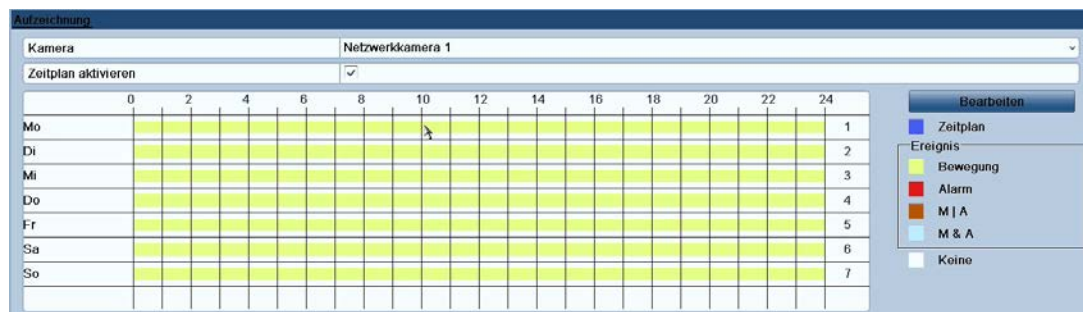 Aufzeichnung
Kamera Netzwerkkamera 1
Zeitplan aktivieren
0 2 4 6 8 10 12 14 16 18 20 22 24
Bearbeiten
Mo 1
Di 2
Mi 3
Do 4
Fr 5
Sa 6
So 7
Zeitplan
Ereignis
Bewegung
Alarm
M | A
M & A
Keine